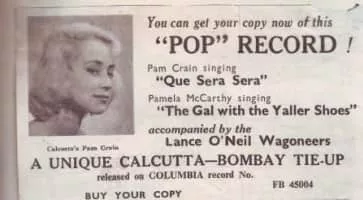 You can get your copy now of this
"POP" RECORD !
Pam Crain singing
"Que Sera Sera"
Pamela McCarthy singing
"The Gal with the Yaller Shoes"
accompanied by the
Lance O'Neil Wagoneers
Calcutta's Pam Crain
A UNIQUE CALCUTTA—BOMBAY TIE-UP
released on COLUMBIA record No.
FB 45004
BUY YOUR COPY